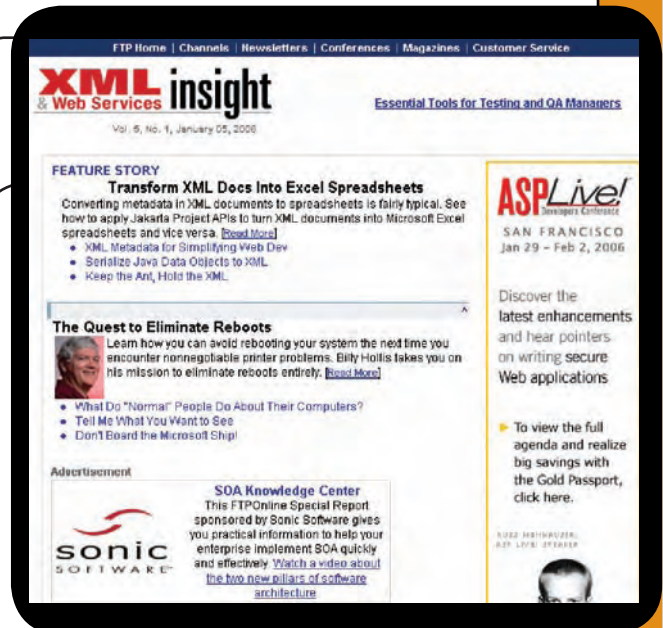 FTP Home | Channels | Newsletters | Conferences | Magazines | Customer Service
XML
& Web Services
insight
Essential Tools for Testing and QA Managers
Vol. 6, No. 1, January 05, 2006
FEATURE STORY
Transform XML Docs Into Excel Spreadsheets
Converting metadata in XML documents to spreadsheets is fairly typical. See
how to apply Jakarta Project APIs to turn XML documents into Microsoft Excel
spreadsheets and vice versa. [Read More]
• XML Metadata for Simplifying Web Dev
• Serialize Java Data Objects to XML
• Keep the Ant, Hold the XML
^
The Quest to Eliminate Reboots
Learn how you can avoid rebooting your system the next time you
encounter nonnegotiable printer problems. Billy Hollis takes you on
his mission to eliminate reboots entirely. [Read More]
• What Do "Normal" People Do About Their Computers?
• Tell Me What You Want to See
• Don't Board the Microsoft Ship!
Advertisement
sonic
SOFTWARE
SOA Knowledge Center
This FTPOnline Special Report
sponsored by Sonic Software gives
you practical information to help your
enterprise implement SOA quickly
and effectively. Watch a video about
the two new pillars of software
architecture
ASPLive!
Developers Conference
SAN FRANCISCO
Jan 29 – Feb 2, 2006
Discover the
latest enhancements
and hear pointers
on writing secure
Web applications
To view the full
agenda and realize
big savings with
the Gold Passport,
click here.
ASP LIVE! SPEAKER